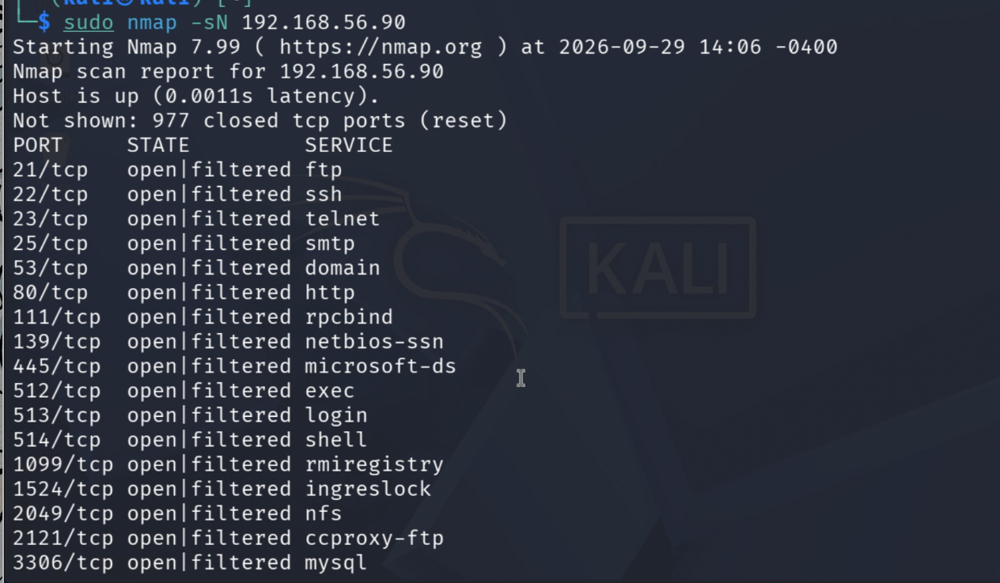 (kali㉿kali)-[~]
└─$ sudo nmap -sN 192.168.56.90
Starting Nmap 7.99 ( https://nmap.org ) at 2026-09-29 14:06 -0400
Nmap scan report for 192.168.56.90
Host is up (0.0011s latency).
Not shown: 977 closed tcp ports (reset)
PORT     STATE         SERVICE
21/tcp   open|filtered ftp
22/tcp   open|filtered ssh
23/tcp   open|filtered telnet
25/tcp   open|filtered smtp
53/tcp   open|filtered domain
80/tcp   open|filtered http
111/tcp  open|filtered rpcbind
139/tcp  open|filtered netbios-ssn
445/tcp  open|filtered microsoft-ds
512/tcp  open|filtered exec
513/tcp  open|filtered login
514/tcp  open|filtered shell
1099/tcp open|filtered rmiregistry
1524/tcp open|filtered ingreslock
2049/tcp open|filtered nfs
2121/tcp open|filtered ccproxy-ftp
3306/tcp open|filtered mysql
KALI